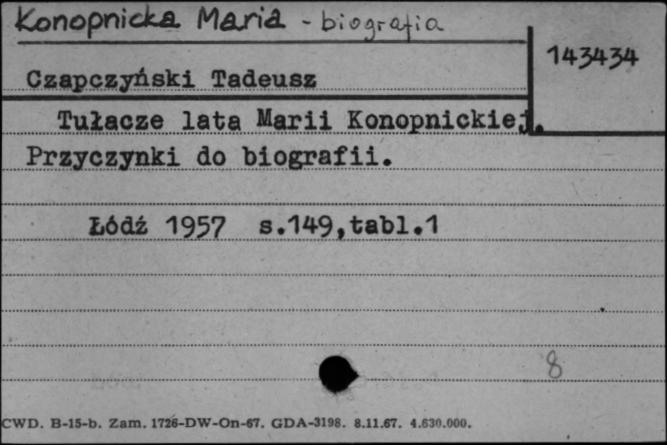 Konopnicka Maria - biografia
143434
Czapczyński Tadeusz
Tułacze lata Marii Konopnickiej.
Przyczynki do biografii.
Łódź 1957 s.149,tabl.1
8
CWD. B-15-b. Zam. 1726-DW-On-67. GDA-3198. 8.11.67. 4.630.000.